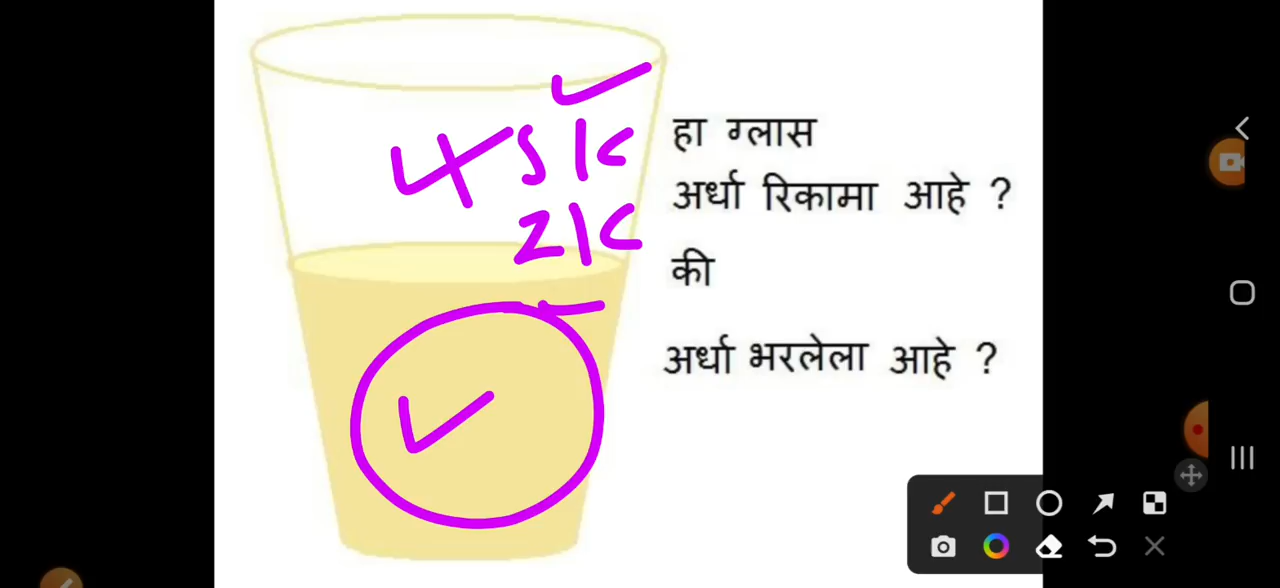 हा ग्लास
अर्धा रिकामा आहे ?
की
अर्धा भरलेला आहे ?